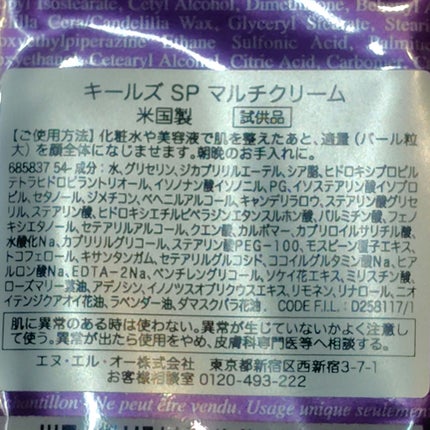 Isostearate, Cetyl Alcohol, Dimethicone,
Cera/Candelilla Wax, Glyceryl Stearate,
Ethane Sulfonic Acid,
Cetearyl Alcohol, Citric Acid, Carbomer,
キールズ SP マルチクリーム
米国製 試供品
【ご使用方法】化粧水や美容液で肌を整えたあと、適量（パール粒
大）を顔全体になじませます。朝晩のお手入れに。
685837 54- 成分：水、グリセリン、ジカプリリルエーテル、シア脂、ヒドロキシプロピル
テトラヒドロピラントリオール、イソノナン酸イソノニル、PG、イソステアリン酸イソプロ
ピル、セタノール、ジメチコン、ベヘニルアルコール、キャンデリラロウ、ステアリン酸グリセ
リル、ステアリン酸、ヒドロキシエチルピペラジンエタンスルホン酸、パルミチン酸、フェノ
キシエタノール、セテアリルアルコール、クエン酸、カルボマー、カプリロイルサリチル酸、
水酸化Na、カプリリルグリコール、ステアリン酸PEG-100、モスビーン種子エキス、
トコフェロール、キサンタンガム、セテアリルグルコシド、ココイルグルタミン酸Na、ヒア
ルロン酸Na、EDTA-2Na、ペンチレングリコール、ソケイ花エキス、ミリスチン酸、
ローズマリー葉油、アデノシン、イノノツスオブリクウスエキス、リモネン、リナロール、ニオ
イテンジクアオイ花油、ラベンダー油、ダマスクバラ花油. CODE F.I.L.: D258117/1
肌に異常のある時は使わない。異常が生じていないかよく注意し
て使う。異常が出たら使用をやめ、皮膚科専門医等へ相談する。
エヌ・エル・オー株式会社 東京都新宿区西新宿3-7-1
お客様相談室 0120-493-222
Echantillon - Ne peut être vendu. Usage unique seulement